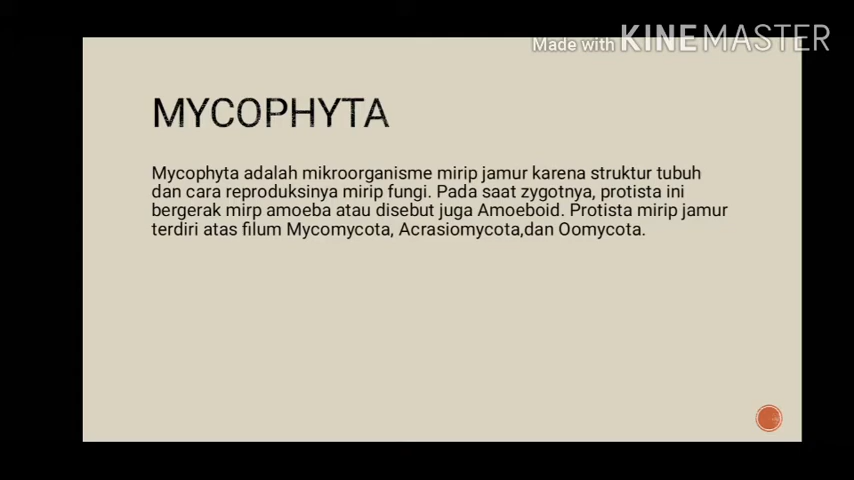 Made with KINEMASTER
MYCOPHYTA
Mycophyta adalah mikroorganisme mirip jamur karena struktur tubuh
dan cara reproduksinya mirip fungi. Pada saat zygotnya, protista ini
bergerak mirp amoeba atau disebut juga Amoeboid. Protista mirip jamur
terdiri atas filum Mycomycota, Acrasiomycota,dan Oomycota.